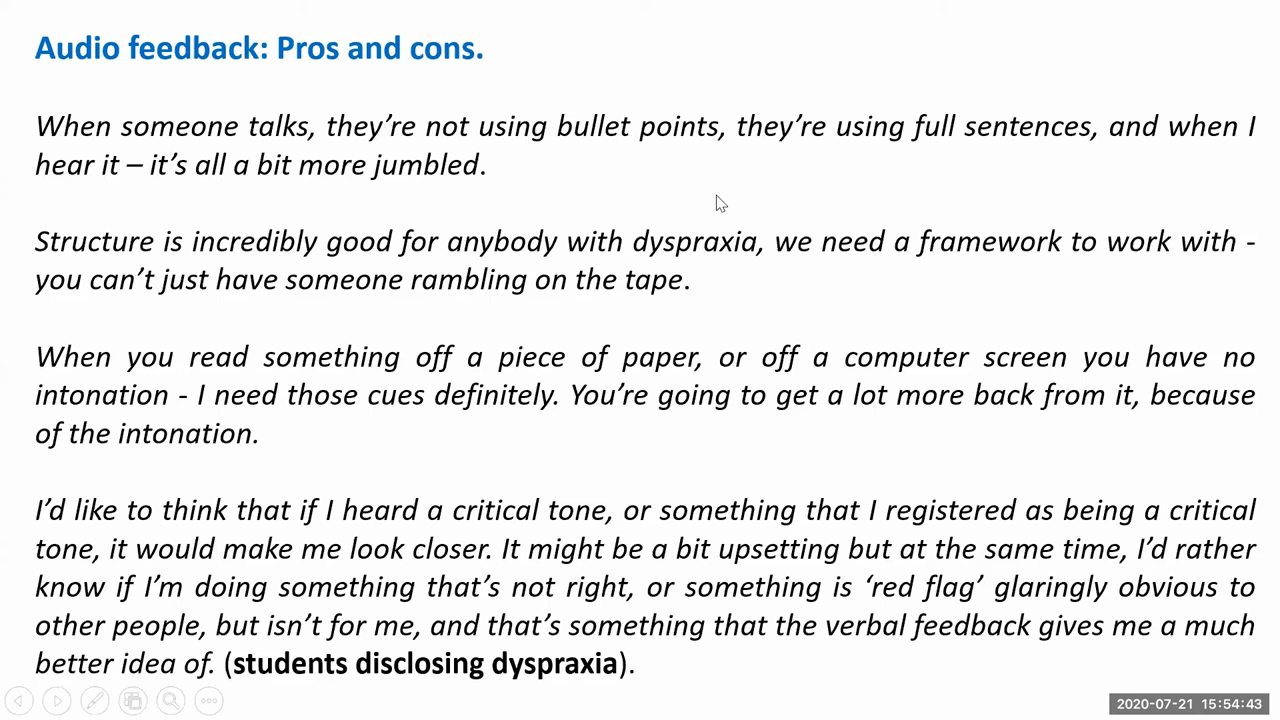 Audio feedback: Pros and cons.
When someone talks, they’re not using bullet points, they’re using full sentences, and when I
hear it – it’s all a bit more jumbled.
Structure is incredibly good for anybody with dyspraxia, we need a framework to work with -
you can’t just have someone rambling on the tape.
When you read something off a piece of paper, or off a computer screen you have no
intonation - I need those cues definitely. You’re going to get a lot more back from it, because
of the intonation.
I’d like to think that if I heard a critical tone, or something that I registered as being a critical
tone, it would make me look closer. It might be a bit upsetting but at the same time, I’d rather
know if I’m doing something that’s not right, or something is ‘red flag’ glaringly obvious to
other people, but isn’t for me, and that’s something that the verbal feedback gives me a much
better idea of. (students disclosing dyspraxia).
2020-07-21 15:54:43